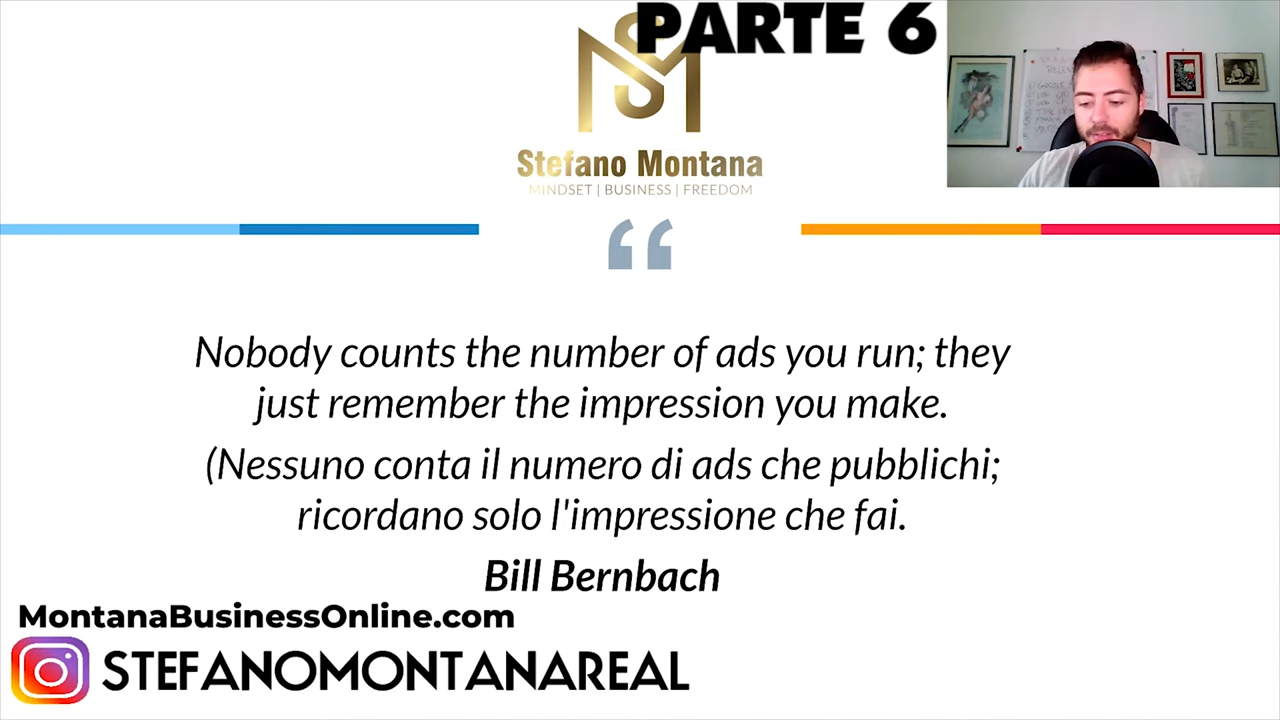 PARTE 6
SM
Stefano Montana
MINDSET | BUSINESS | FREEDOM
“
Nobody counts the number of ads you run; they
just remember the impression you make.
(Nessuno conta il numero di ads che pubblichi;
ricordano solo l'impressione che fai.
Bill Bernbach
MontanaBusinessOnline.com
STEFANOMONTANAREAL